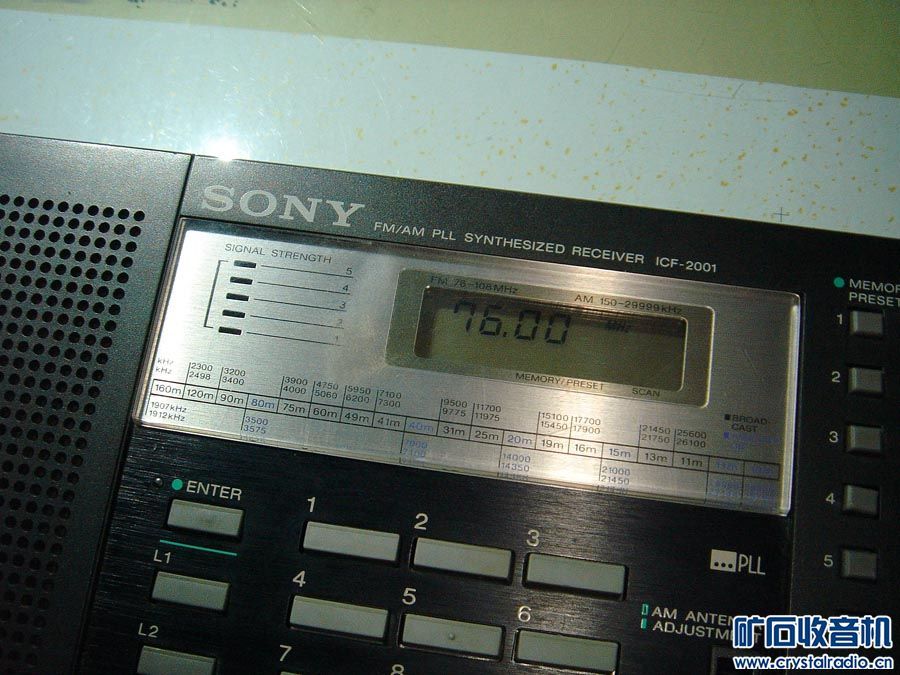 SONY FM/AM PLL SYNTHESIZED RECEIVER ICF-2001
SIGNAL STRENGTH
5
4
3
2
1
FM 76-108MHz AM 150-29999kHz
76.00 MHz
MEMORY/PRESET SCAN
kHz 2300 3200 3900 4750 5950 7100 9500 11700 15100 17700 21450 25600
kHz 2498 3400 4000 5060 6200 7300 9775 11975 15450 17900 21750 26100
160m 120m 90m 80m 75m 60m 49m 41m 40m 31m 25m 20m 19m 16m 15m 13m 11m
1907kHz 3500 7000 14000 21000
1912kHz 3575 7100 14350 21450
BROAD-
CAST
MEMORY
PRESET
1
2
3
4
5
ENTER
L1
L2
1 2 3
4 5 6
7 8
PLL
AM ANTE
ADJUSTM
矿石收音机
www.crystalradio.cn